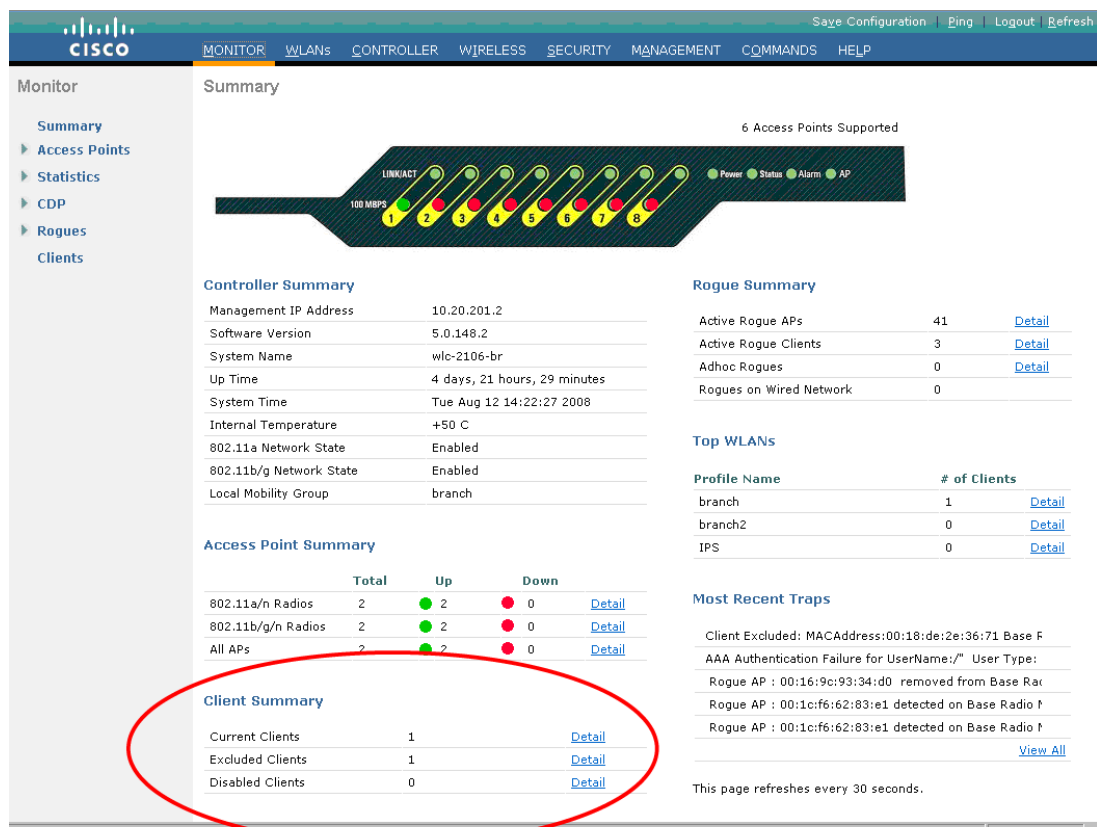 Save Configuration | Ping | Logout | Refresh
CISCO
MONITOR WLANs CONTROLLER WIRELESS SECURITY MANAGEMENT COMMANDS HELP
Monitor
Summary
Access Points
Statistics
CDP
Rogues
Clients
Summary
6 Access Points Supported
LINK/ACT
100 MBPS
1 2 3 4 5 6 7 8
Power Status Alarm AP
Controller Summary
Management IP Address 10.20.201.2
Software Version 5.0.148.2
System Name wlc-2106-br
Up Time 4 days, 21 hours, 29 minutes
System Time Tue Aug 12 14:22:27 2008
Internal Temperature +50 C
802.11a Network State Enabled
802.11b/g Network State Enabled
Local Mobility Group branch
Access Point Summary
Total Up Down
802.11a/n Radios 2 2 0 Detail
802.11b/g/n Radios 2 2 0 Detail
All APs 2 2 0 Detail
Client Summary
Current Clients 1 Detail
Excluded Clients 1 Detail
Disabled Clients 0 Detail
Rogue Summary
Active Rogue APs 41 Detail
Active Rogue Clients 3 Detail
Adhoc Rogues 0 Detail
Rogues on Wired Network 0
Top WLANs
Profile Name # of Clients
branch 1 Detail
branch2 0 Detail
IPS 0 Detail
Most Recent Traps
Client Excluded: MACAddress:00:18:de:2e:36:71 Base
AAA Authentication Failure for UserName:/" User Type:
Rogue AP : 00:16:9c:93:34:d0 removed from Base
Rogue AP : 00:1c:f6:62:83:e1 detected on Base Radio
Rogue AP : 00:1c:f6:62:83:e1 detected on Base Radio
View All
This page refreshes every 30 seconds.